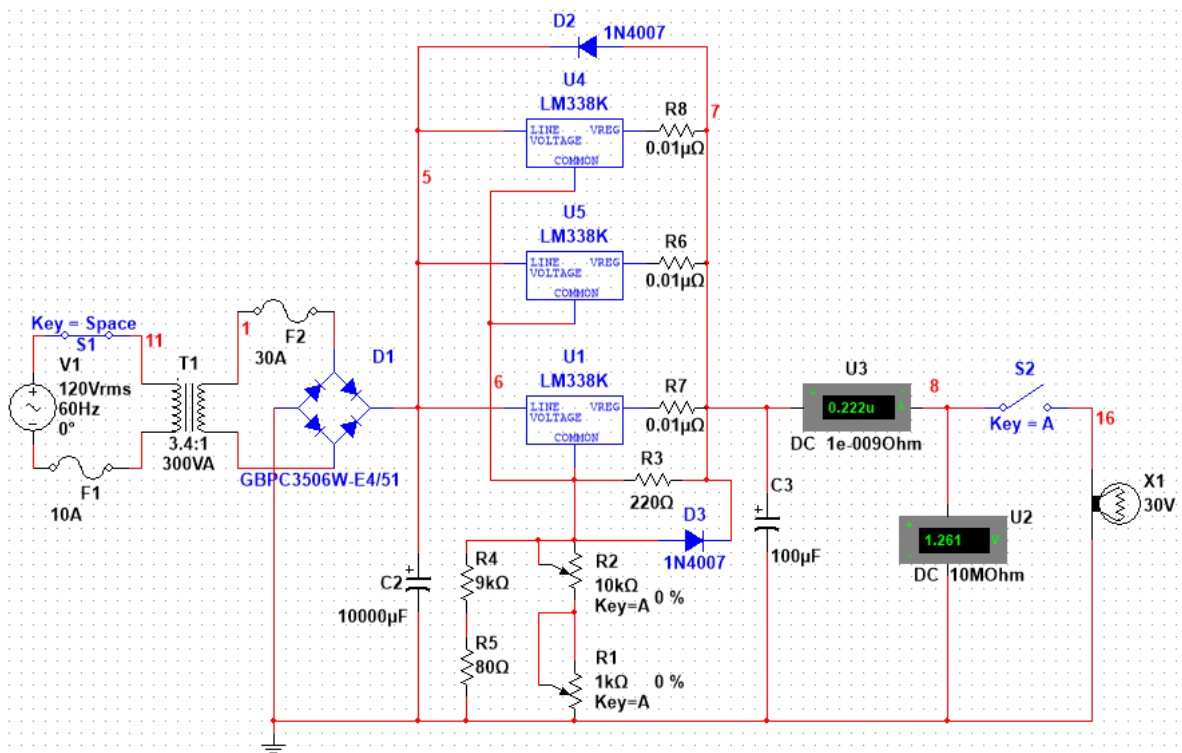 D2
1N4007
U4
LM338K
LINE VREG
VOLTAGE
COMMON
R8
0.01µΩ
7
5
U5
LM338K
LINE VREG
VOLTAGE
COMMON
R6
0.01µΩ
Key = Space
S1
11
V1
120Vrms
60Hz
0°
T1
3.4:1
300VA
F1
10A
1
F2
30A
D1
GBPC3506W-E4/51
6
U1
LM338K
LINE VREG
VOLTAGE
COMMON
R7
0.01µΩ
R3
220Ω
D3
1N4007
C3
100µF
U3
+ -
0.222u A
DC 1e-009Ohm
8
S2
Key = A
16
X1
30V
U2
+
-
1.261 V
DC 10MOhm
C2
10000µF
R4
9kΩ
R5
80Ω
R2
10kΩ
Key=A 0 %
R1
1kΩ 0 %
Key=A